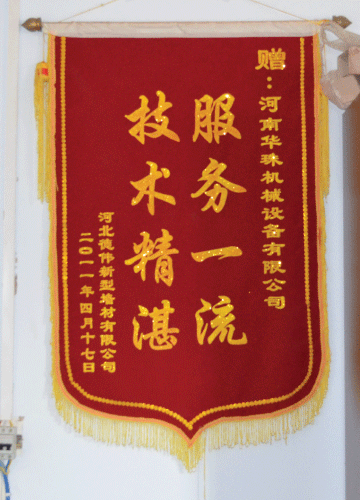 赠：河南华珠机械设备有限公司
服务一流
技术精湛
河北德伟新型墙材有限公司
二〇一一年四月十七日